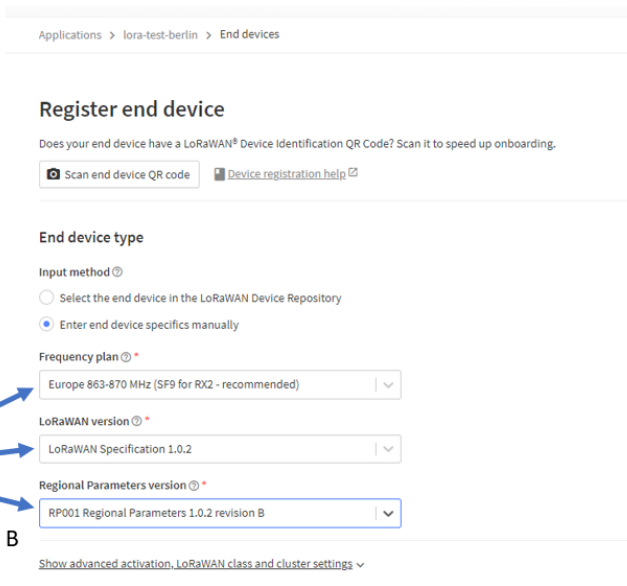 Applications > lora-test-berlin > End devices
Register end device
Does your end device have a LoRaWAN® Device Identification QR Code? Scan it to speed up onboarding.
Scan end device QR code Device registration help
End device type
Input method
Select the end device in the LoRaWAN Device Repository
Enter end device specifics manually
Frequency plan *
Europe 863-870 MHz (SF9 for RX2 - recommended)
LoRaWAN version *
LoRaWAN Specification 1.0.2
Regional Parameters version *
RP001 Regional Parameters 1.0.2 revision B
B
Show advanced activation, LoRaWAN class and cluster settings